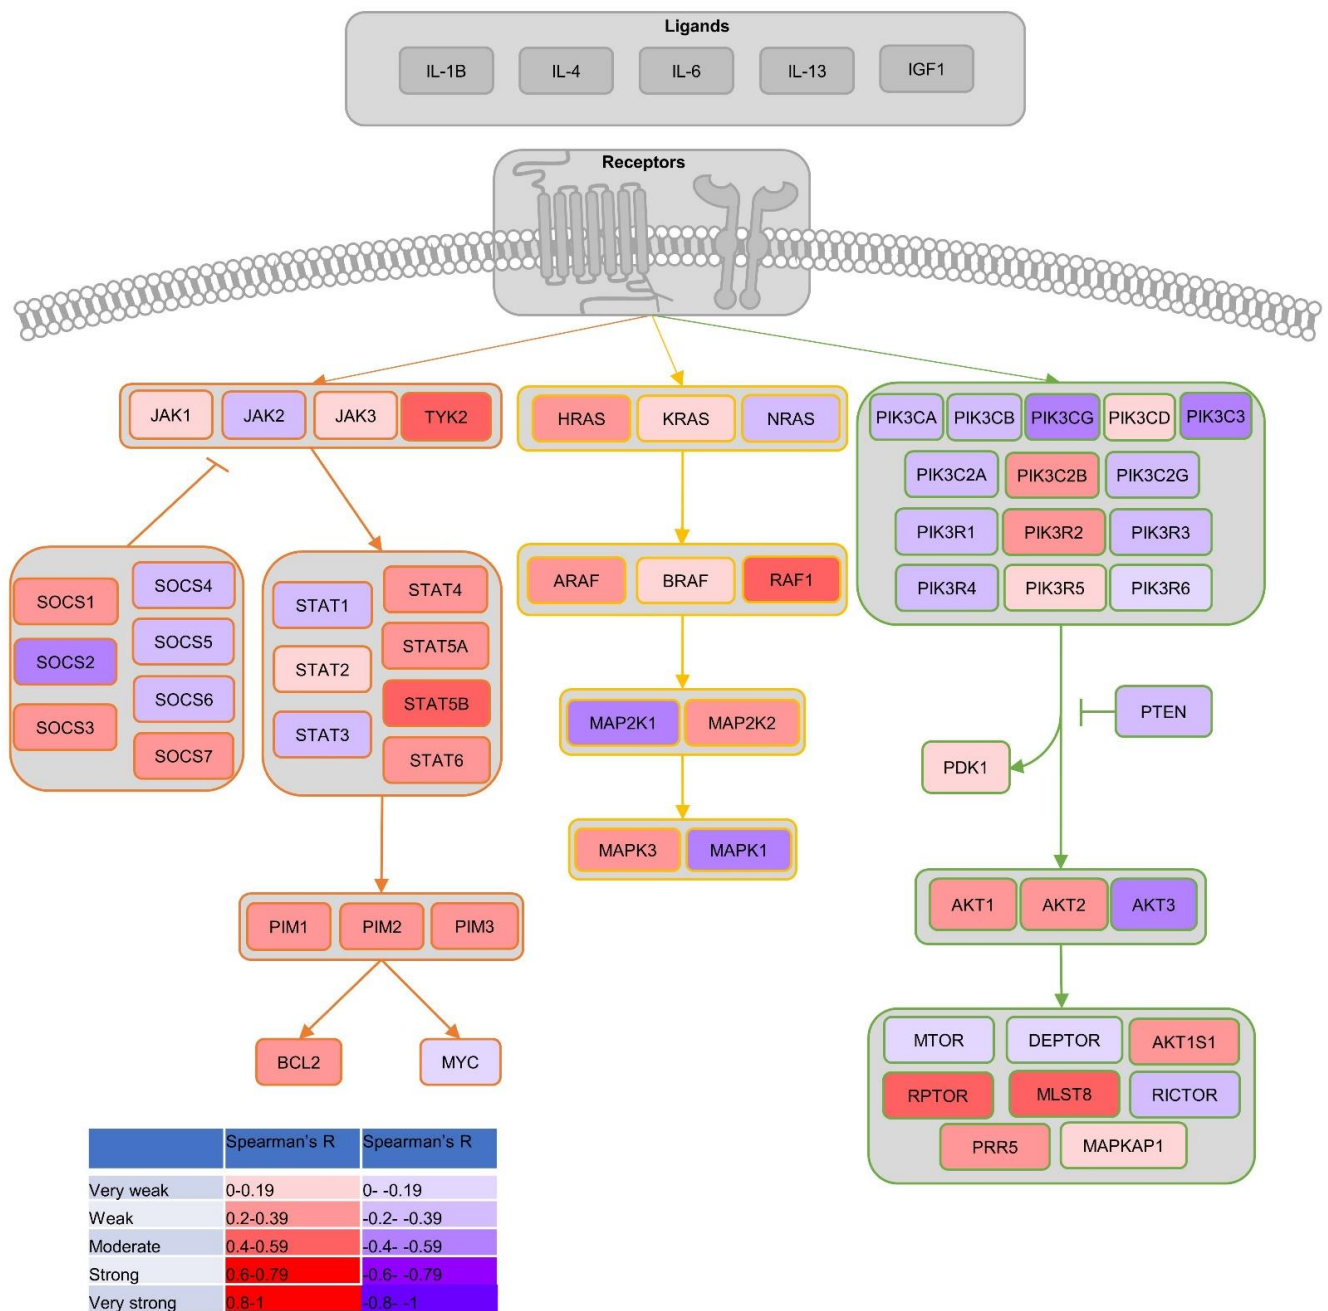 Ligands
IL-1B IL-4 IL-6 IL-13 IGF1
Receptors
JAK1 JAK2 JAK3 TYK2
HRAS KRAS NRAS
PIK3CA PIK3CB PIK3CG PIK3CD PIK3C3
PIK3C2A PIK3C2B PIK3C2G
PIK3R1 PIK3R2 PIK3R3
PIK3R4 PIK3R5 PIK3R6
SOCS1
SOCS2
SOCS3
SOCS4
SOCS5
SOCS6
SOCS7
STAT1
STAT2
STAT3
STAT4
STAT5A
STAT5B
STAT6
ARAF BRAF RAF1
MAP2K1 MAP2K2
MAPK3 MAPK1
PTEN
PDK1
AKT1 AKT2 AKT3
PIM1 PIM2 PIM3
BCL2 MYC
MTOR DEPTOR AKT1S1
RPTOR MLST8 RICTOR
PRR5 MAPKAP1
Spearman's R Spearman's R
Very weak 0-0.19 0- -0.19
Weak 0.2-0.39 -0.2- -0.39
Moderate 0.4-0.59 -0.4- -0.59
Strong 0.6-0.79 -0.6- -0.79
Very strong 0.8-1 -0.8- -1